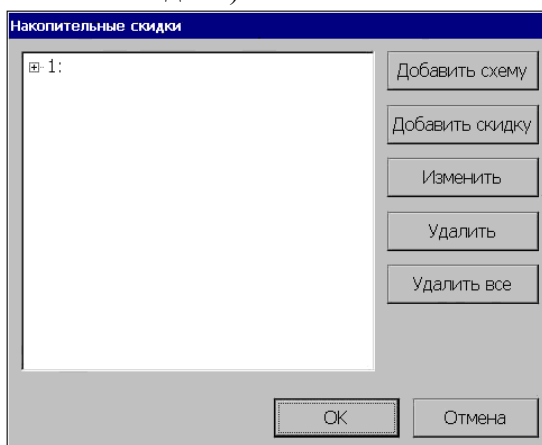 Накопительные скидки
1:
Добавить схему
Добавить скидку
Изменить
Удалить
Удалить все
OK
Отмена